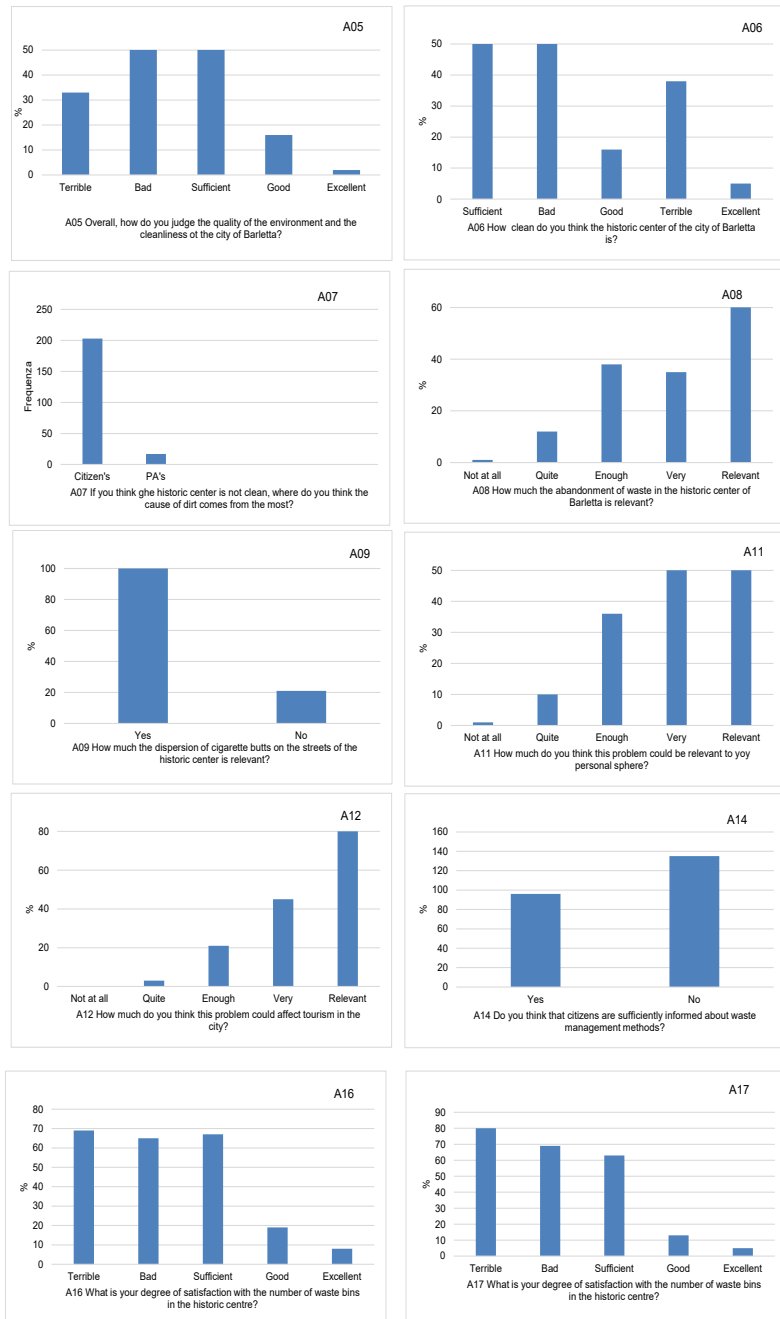 A05
50
40
30
20
10
0
%
Terrible Bad Sufficient Good Excellent
A05 Overall, how do you judge the quality of the environment and the
cleanliness ot the city of Barletta?
A06
50
40
30
20
10
0
%
Sufficient Bad Good Terrible Excellent
A06 How clean do you think the historic center of the city of Barletta
is?
A07
250
200
150
100
50
0
Frequenza
Citizen's PA's
A07 If you think ghe historic center is not clean, where do you think the
cause of dirt comes from the most?
A08
60
40
20
0
%
Not at all Quite Enough Very Relevant
A08 How much the abandonment of waste in the historic center of
Barletta is relevant?
A09
100
80
60
40
20
0
%
Yes No
A09 How much the dispersion of cigarette butts on the streets of the
historic center is relevant?
A11
50
40
30
20
10
0
%
Not at all Quite Enough Very Relevant
A11 How much do you think this problem could be relevant to yoy
personal sphere?
A12
80
60
40
20
0
%
Not at all Quite Enough Very Relevant
A12 How much do you think this problem could affect tourism in the
city?
A14
160
140
120
100
80
60
40
20
0
%
Yes No
A14 Do you think that citizens are sufficiently informed about waste
management methods?
A16
80
70
60
50
40
30
20
10
0
%
Terrible Bad Sufficient Good Excellent
A16 What is your degree of satisfaction with the number of waste bins
in the historic centre?
A17
90
80
70
60
50
40
30
20
10
0
%
Terrible Bad Sufficient Good Excellent
A17 What is your degree of satisfaction with the number of waste bins
in the historic centre?